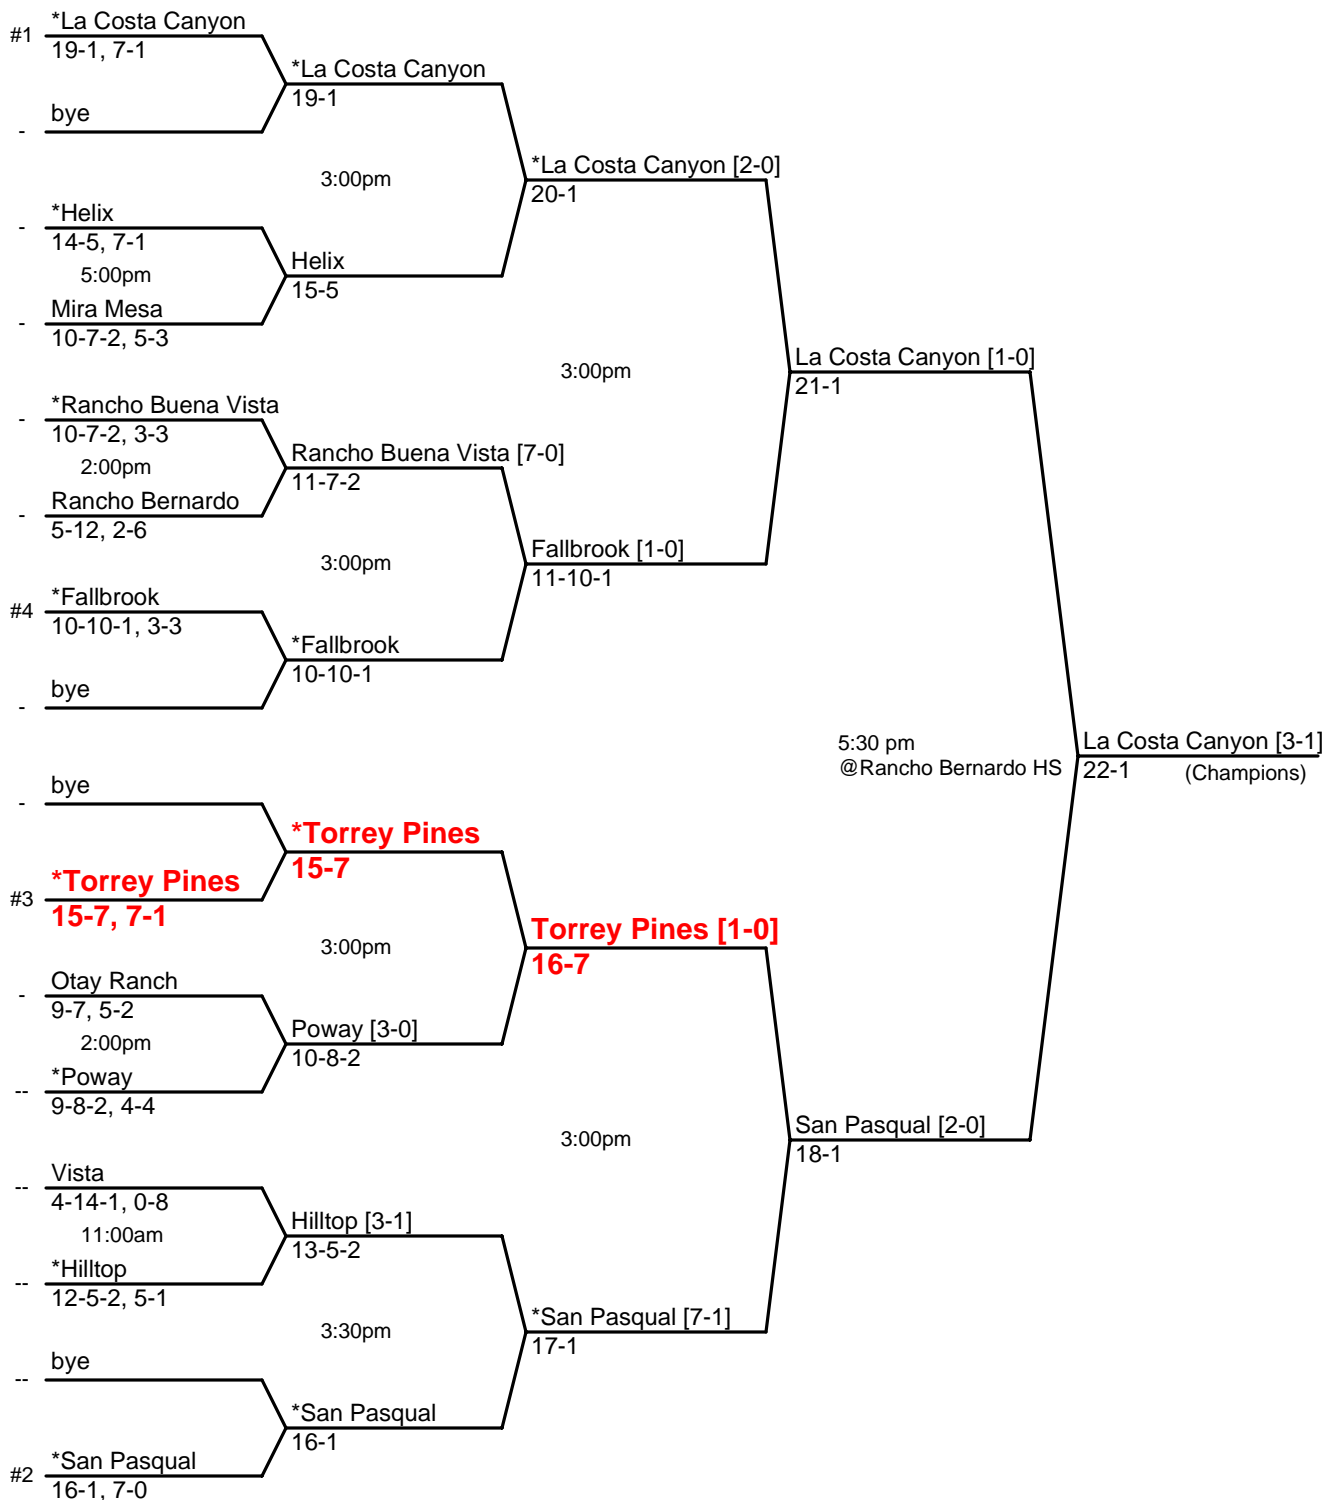 *La Costa Canyon
#1
19-1, 7-1
*La Costa Canyon
19-1
bye
-
3:00pm
*La Costa Canyon [2-0]
20-1
*Helix
-
14-5, 7-1
5:00pm
Helix
15-5
Mira Mesa
-
10-7-2, 5-3
3:00pm
La Costa Canyon [1-0]
21-1
*Rancho Buena Vista
-
10-7-2, 3-3
2:00pm
Rancho Buena Vista [7-0]
11-7-2
Rancho Bernardo
-
5-12, 2-6
3:00pm
Fallbrook [1-0]
11-10-1
*Fallbrook
#4
10-10-1, 3-3
*Fallbrook
10-10-1
bye
-
5:30 pm
@Rancho Bernardo HS
La Costa Canyon [3-1]
22-1 (Champions)
bye
-
*Torrey Pines
15-7
*Torrey Pines
#3
15-7, 7-1
3:00pm
Torrey Pines [1-0]
16-7
Otay Ranch
-
9-7, 5-2
2:00pm
Poway [3-0]
10-8-2
*Poway
--
9-8-2, 4-4
3:00pm
San Pasqual [2-0]
18-1
Vista
--
4-14-1, 0-8
11:00am
Hilltop [3-1]
13-5-2
*Hilltop
--
12-5-2, 5-1
3:30pm
*San Pasqual [7-1]
17-1
bye
--
*San Pasqual
16-1
*San Pasqual
#2
16-1, 7-0